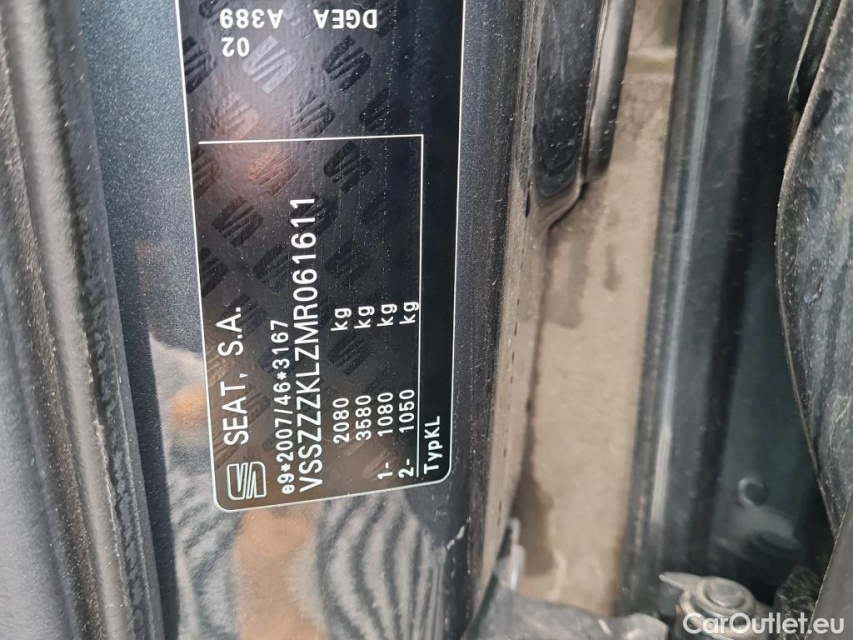 SEAT, S.A.
e9*2007/46*3167
VSSZZZKLZMR061611
2080 kg
3580 kg
1- 1080 kg
2- 1050 kg
TypKL
02
A389
DGEA
CarOutlet.eu